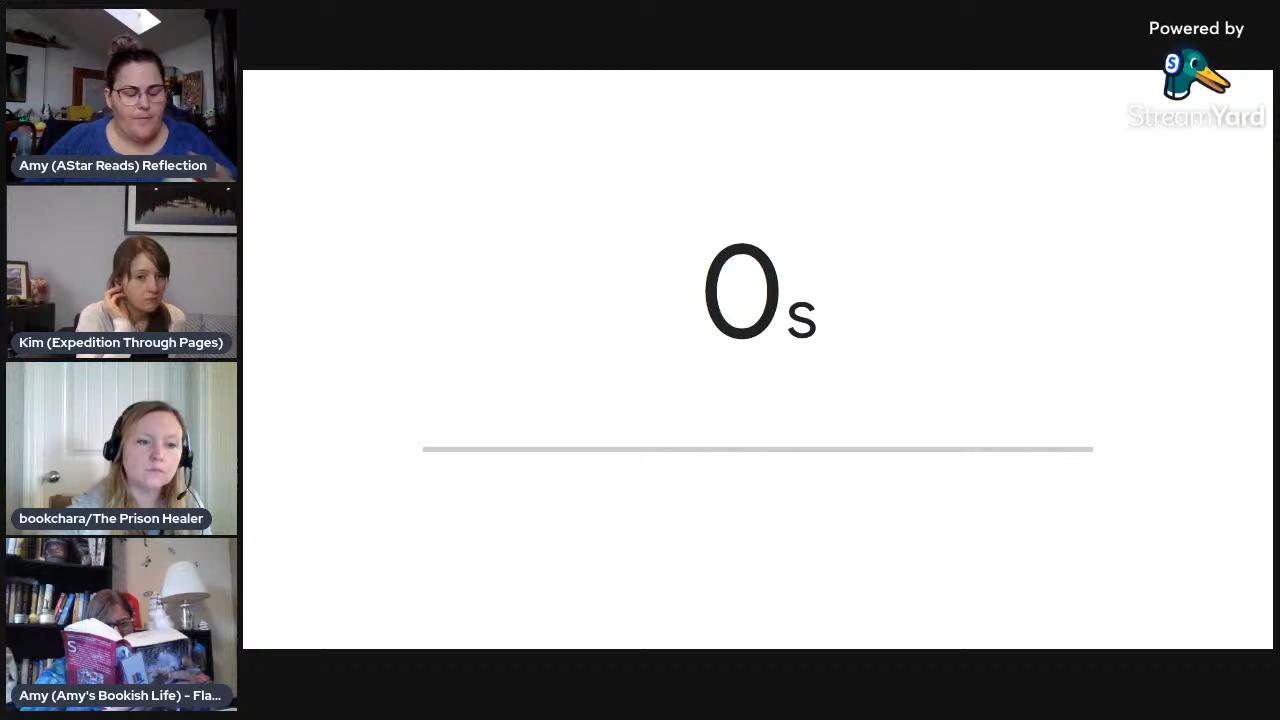 Amy (AStar Reads) Reflection
Kim (Expedition Through Pages)
bookchara/The Prison Healer
Amy (Amy's Bookish Life) - Fla...
0s
Powered by
S
StreamYard
S